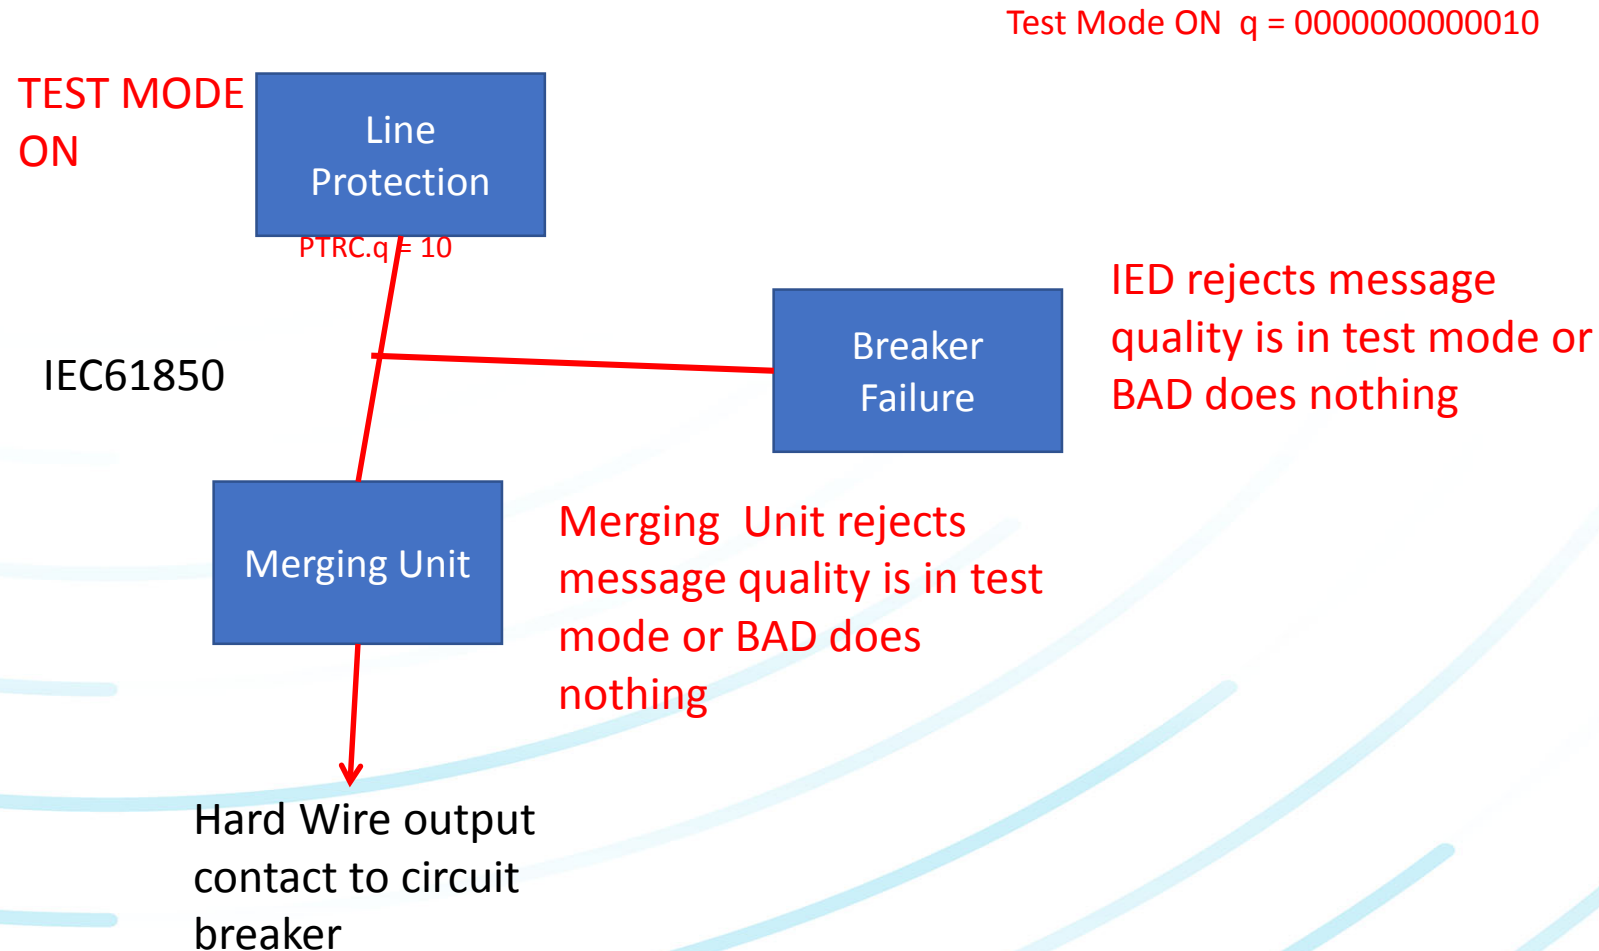 Test Mode ON  q = 0000000000010
TEST MODE
ON
Line
Protection
PTRC.q = 10
IEC61850
Breaker
Failure
IED rejects message
quality is in test mode or
BAD does nothing
Merging Unit
Merging  Unit rejects
message quality is in test
mode or BAD does
nothing
Hard Wire output
contact to circuit
breaker